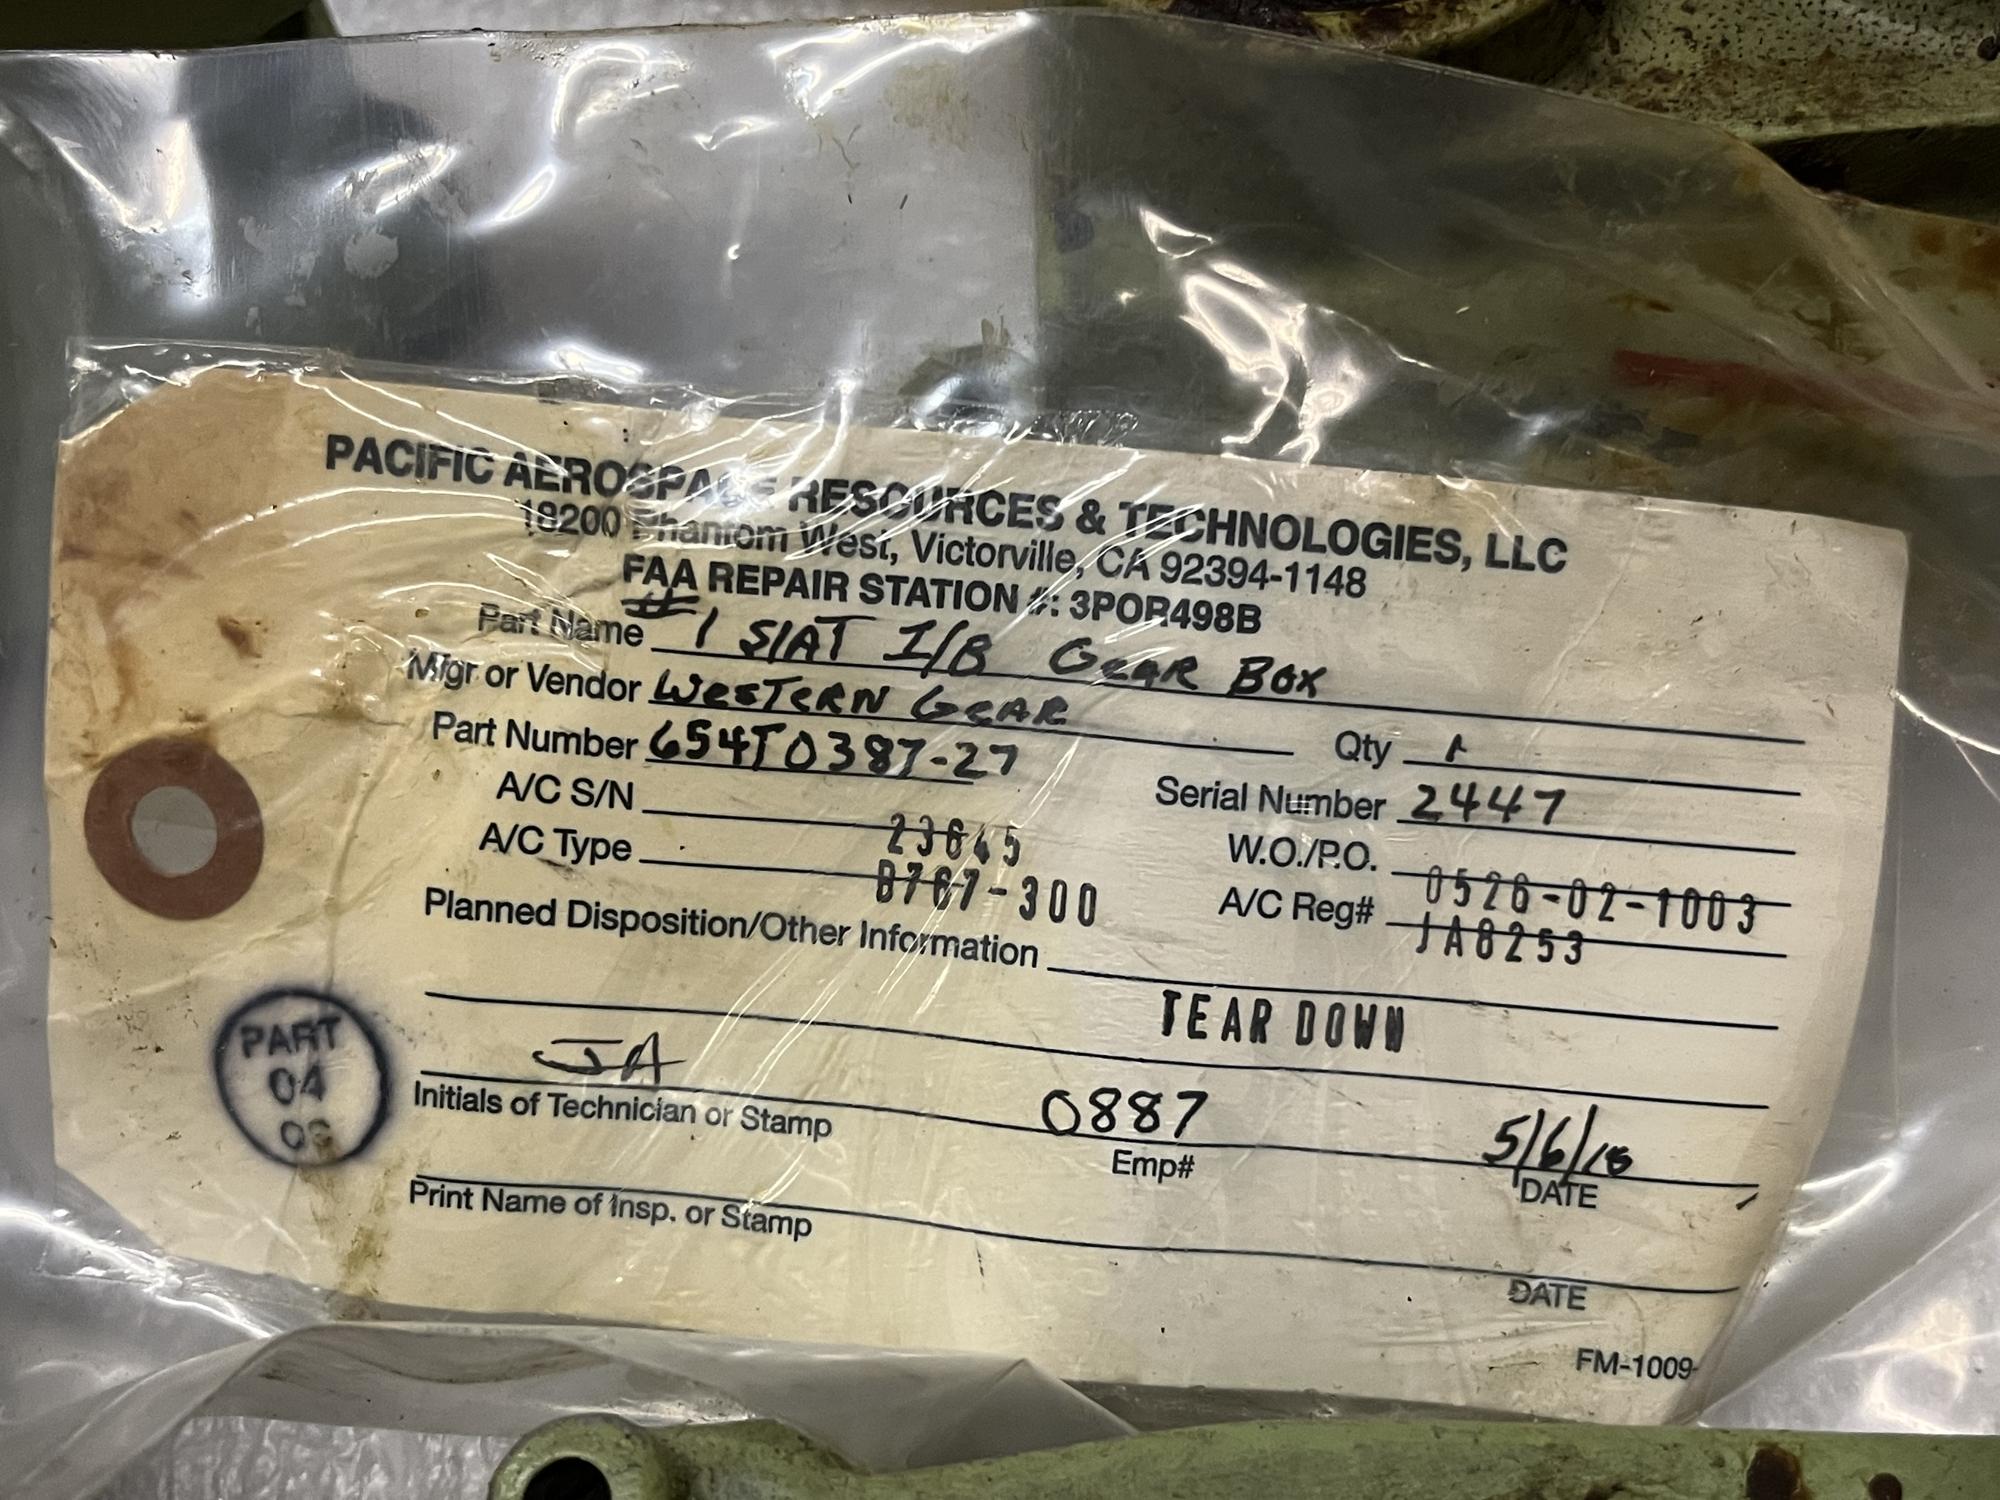 PACIFIC AEROSPACE RESOURCES & TECHNOLOGIES, LLC
18200 Phantom West, Victorville, CA 92394-1148
FAA REPAIR STATION #: 3POR498B
Part Name #1 SLAT I/B GEAR BOX
Mfgr or Vendor WESTERN GEAR
Qty 1
Part Number 654T0387-27
Serial Number 2447
A/C S/N 23645
W.O./P.O. 0526-02-1003
A/C Type B767-300
A/C Reg# JA8253
Planned Disposition/Other Information
TEAR DOWN
PART
04
JA 0887 5/6/18
Initials of Technician or Stamp Emp# DATE
Print Name of Insp. or Stamp DATE
FM-1009-